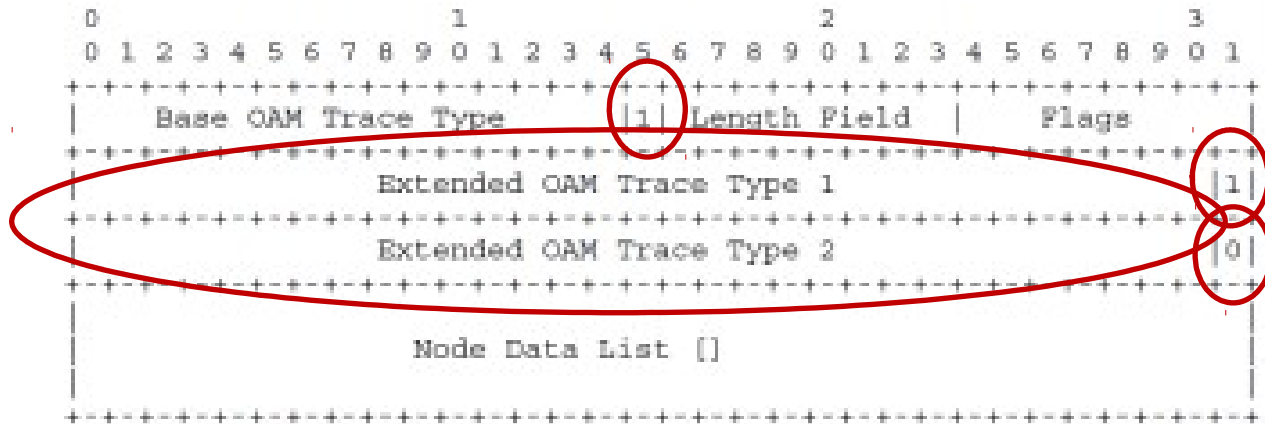 0                   1                   2                   3
0 1 2 3 4 5 6 7 8 9 0 1 2 3 4 5 6 7 8 9 0 1 2 3 4 5 6 7 8 9 0 1
+-+-+-+-+-+-+-+-+-+-+-+-+-+-+-+-+-+-+-+-+-+-+-+-+-+-+-+-+-+-+-+-+
|    Base OAM Trace Type      |1| Length Field  |    Flags      |
+-+-+-+-+-+-+-+-+-+-+-+-+-+-+-+-+-+-+-+-+-+-+-+-+-+-+-+-+-+-+-+-+
|                Extended OAM Trace Type 1                    |1|
+-+-+-+-+-+-+-+-+-+-+-+-+-+-+-+-+-+-+-+-+-+-+-+-+-+-+-+-+-+-+-+-+
|                Extended OAM Trace Type 2                    |0|
+-+-+-+-+-+-+-+-+-+-+-+-+-+-+-+-+-+-+-+-+-+-+-+-+-+-+-+-+-+-+-+-+
|                  Node Data List []                            |
+-+-+-+-+-+-+-+-+-+-+-+-+-+-+-+-+-+-+-+-+-+-+-+-+-+-+-+-+-+-+-+-+